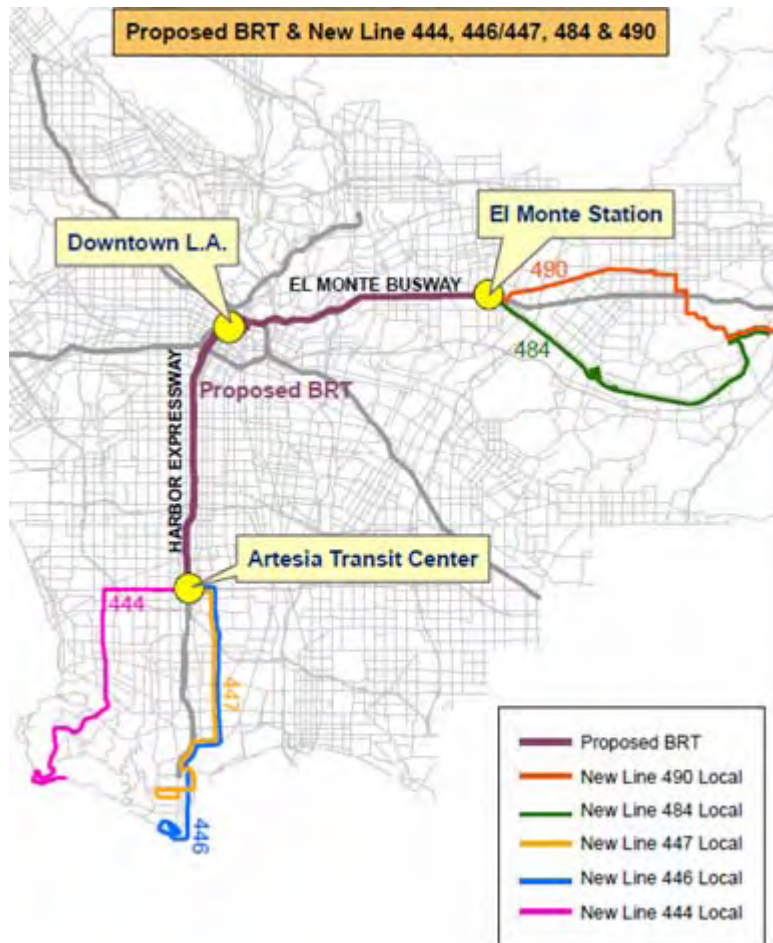 Proposed BRT & New Line 444, 446/447, 484 & 490
El Monte Station
Downtown L.A.
490
EL MONTE BUSWAY
484
HARBOR EXPRESSWAY
Proposed BRT
Artesia Transit Center
444
447
446
Proposed BRT
New Line 490 Local
New Line 484 Local
New Line 447 Local
New Line 446 Local
New Line 444 Local